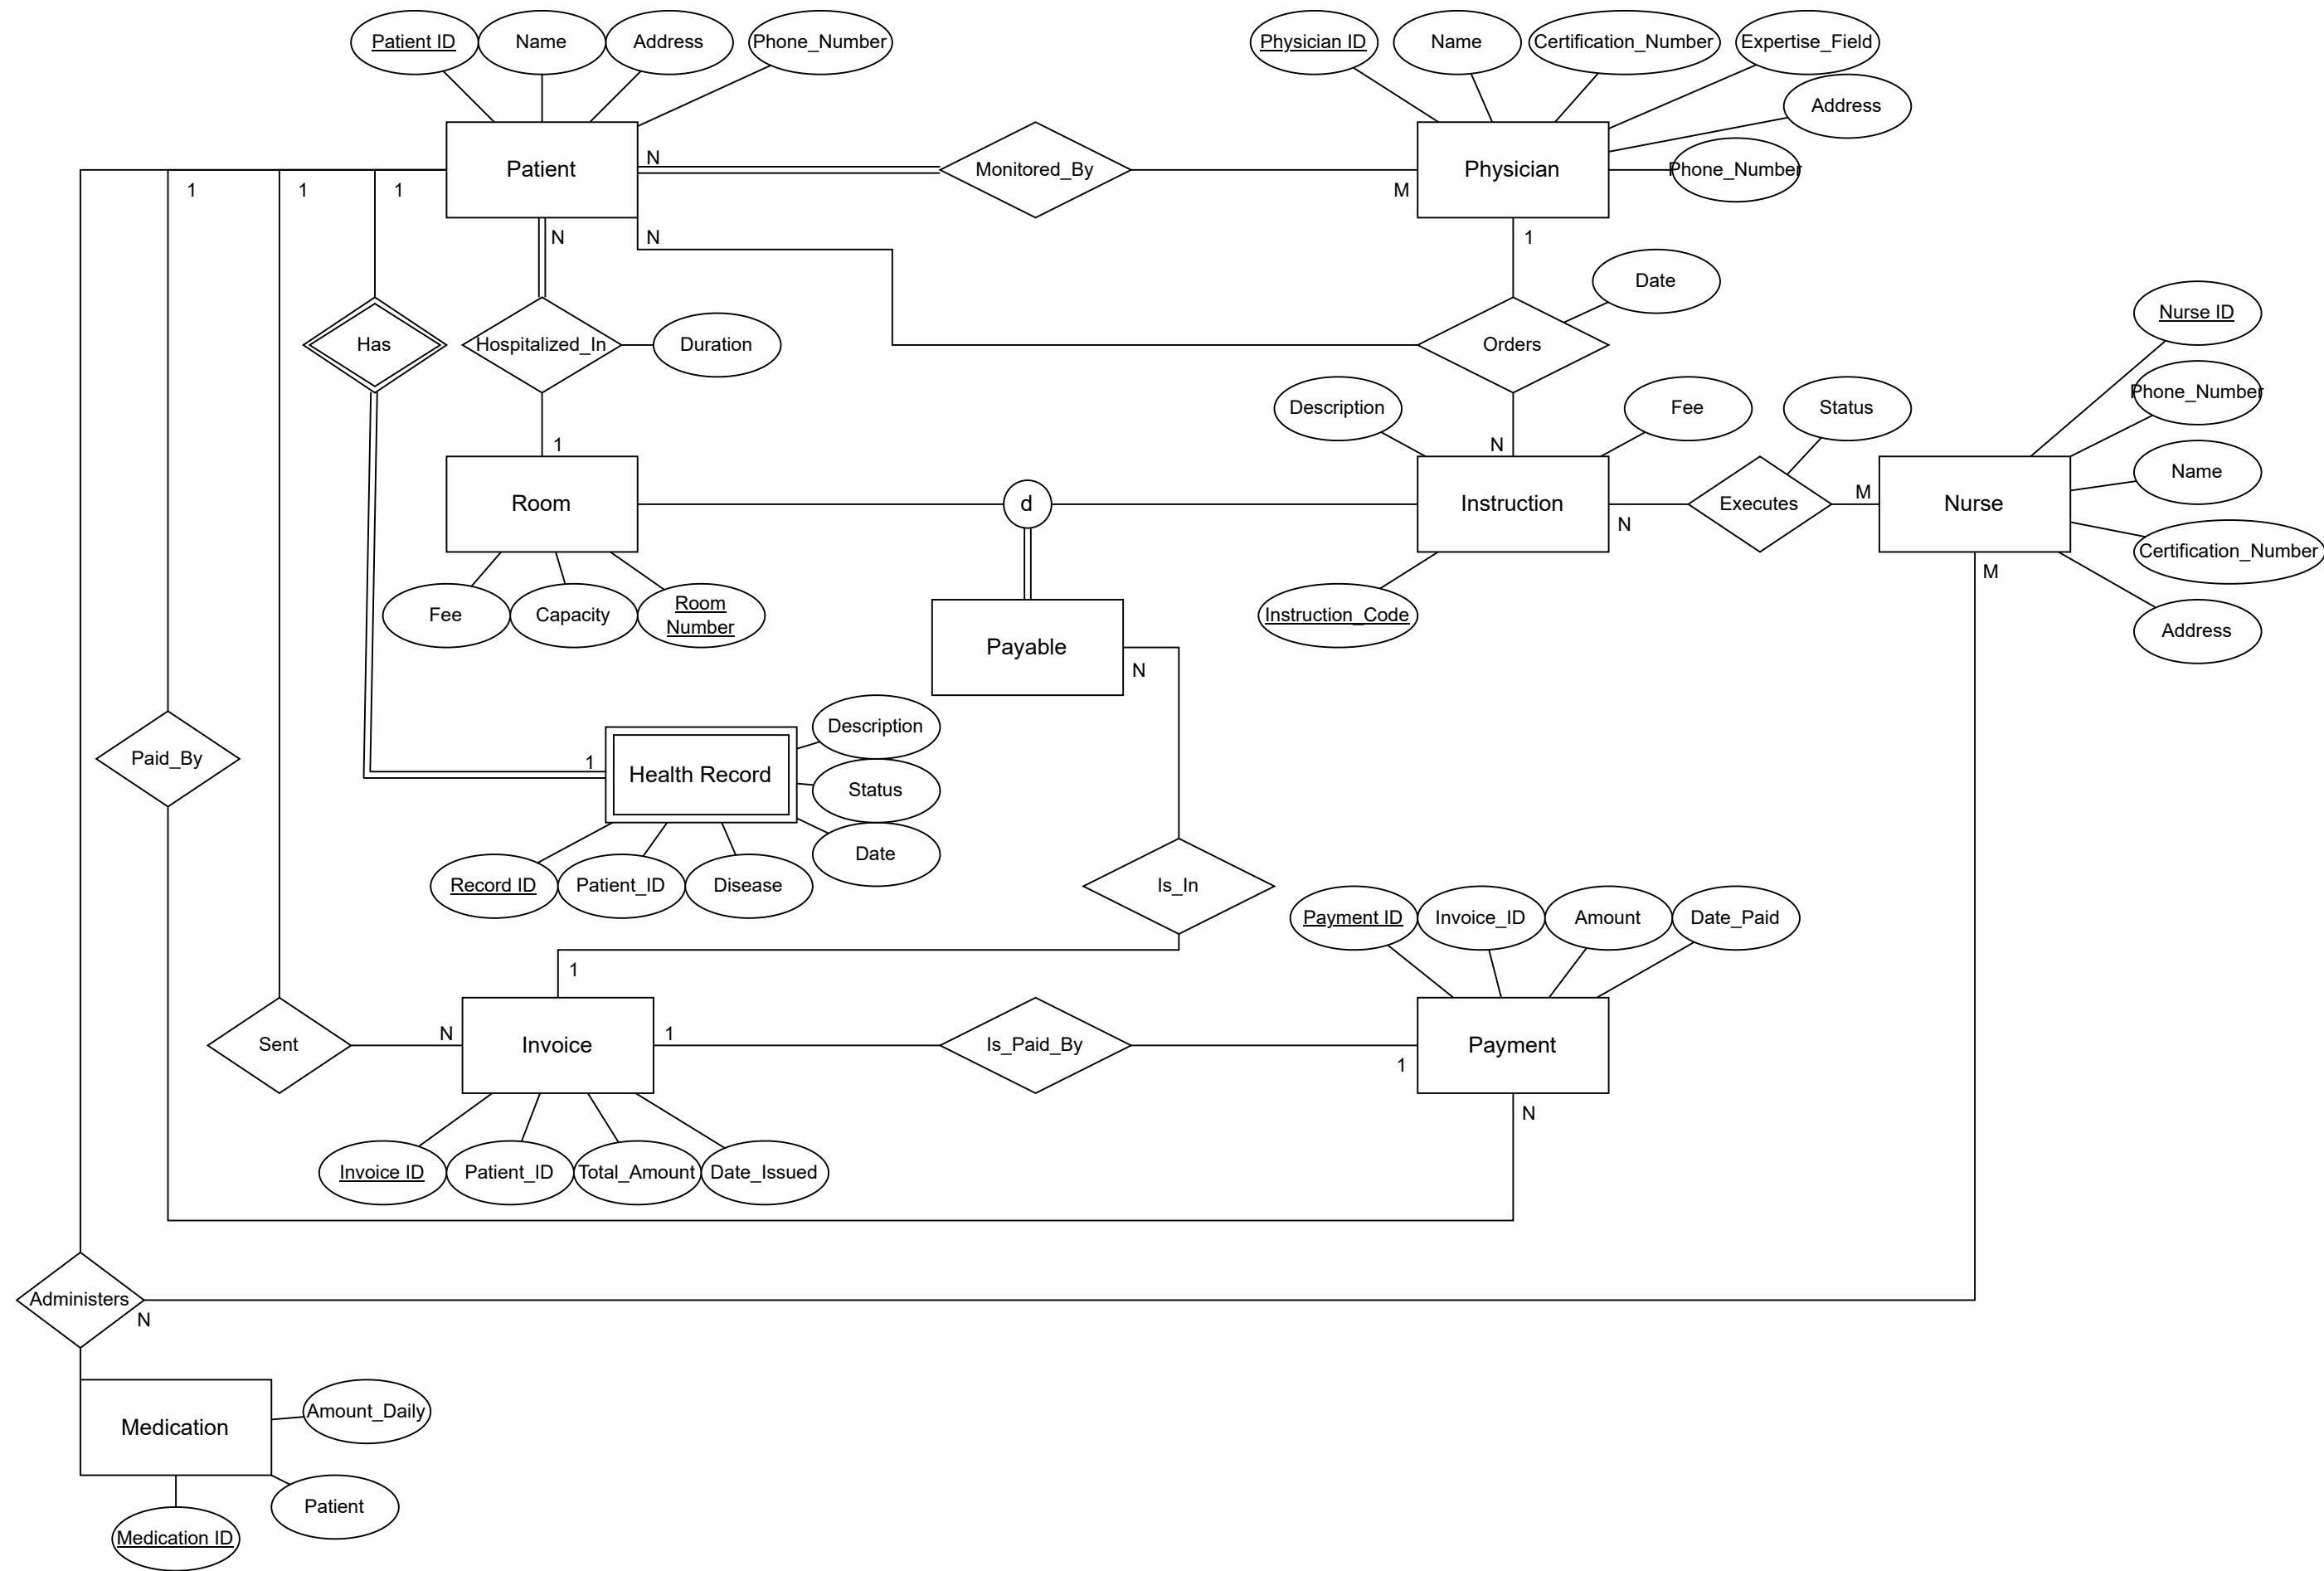 Patient ID
Name
Address
Phone_Number
Physician ID
Name
Certification_Number
Expertise_Field
Address
Patient
N
Monitored_By
M
Physician
Phone_Number
1
1
1
N
N
1
Date
Nurse ID
Has
Hospitalized_In
Duration
Orders
Phone_Number
Description
Fee
Status
1
N
Name
Room
d
Instruction
N
Executes
M
Nurse
Certification_Number
M
Fee
Capacity
Room
Number
Instruction_Code
Address
Payable
N
Description
Paid_By
1
Health Record
Status
Date
Record ID
Patient_ID
Disease
Is_In
Payment ID
Invoice_ID
Amount
Date_Paid
1
Sent
N
Invoice
1
Is_Paid_By
1
Payment
N
Invoice ID
Patient_ID
Total_Amount
Date_Issued
Administers
N
Medication
Amount_Daily
Patient
Medication ID